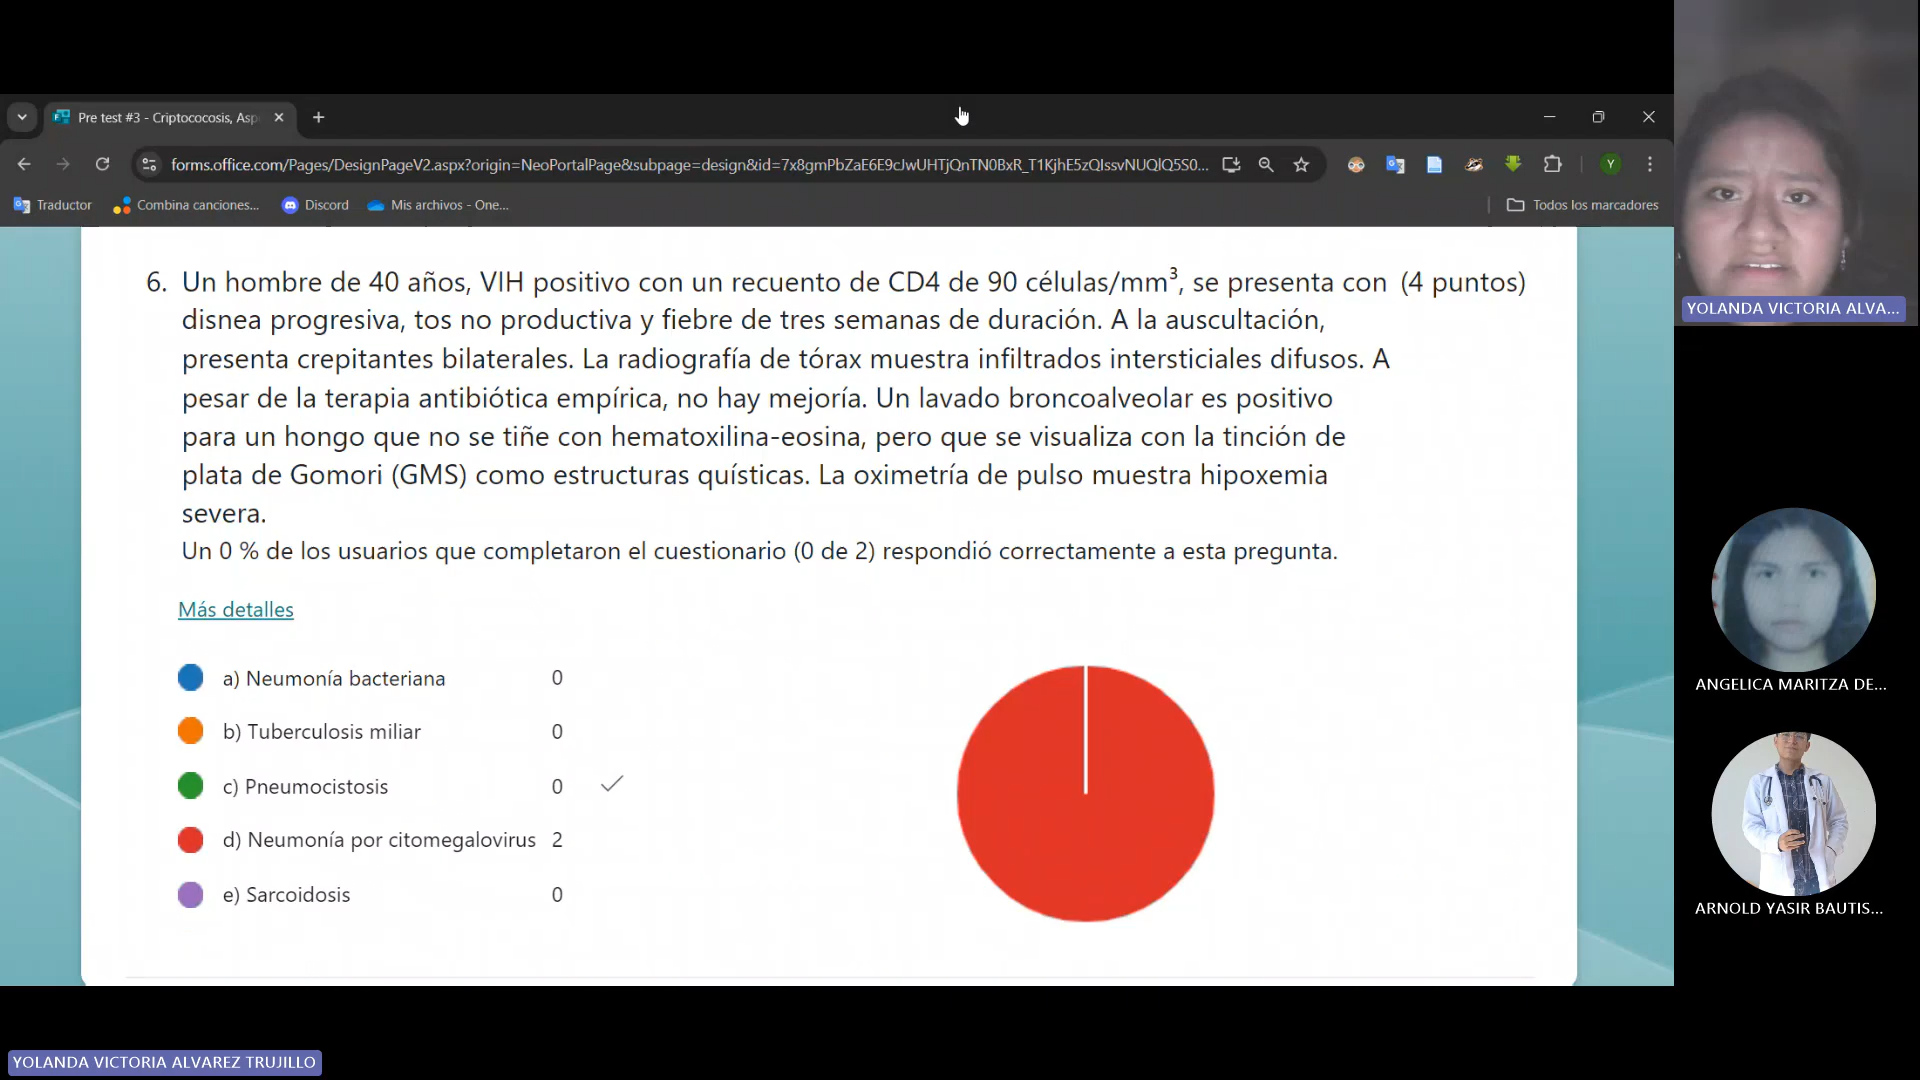 Pre test #3 - Criptococosis, Asp
forms.office.com/Pages/DesignPageV2.aspx?origin=NeoPortalPage&subpage=design&id=7x8gmPbZaE6E9cJwUHTjQnTN0BxR_T1KjhE5zQIssvNUQlQ5S0...
Y
Traductor
Combina canciones...
Discord
Mis archivos - One...
Todos los marcadores
6. Un hombre de 40 años, VIH positivo con un recuento de CD4 de 90 células/mm³, se presenta con (4 puntos)
disnea progresiva, tos no productiva y fiebre de tres semanas de duración. A la auscultación,
presenta crepitantes bilaterales. La radiografía de tórax muestra infiltrados intersticiales difusos. A
pesar de la terapia antibiótica empírica, no hay mejoría. Un lavado broncoalveolar es positivo
para un hongo que no se tiñe con hematoxilina-eosina, pero que se visualiza con la tinción de
plata de Gomori (GMS) como estructuras quísticas. La oximetría de pulso muestra hipoxemia
severa.
Un 0 % de los usuarios que completaron el cuestionario (0 de 2) respondió correctamente a esta pregunta.
Más detalles
a) Neumonía bacteriana 0
b) Tuberculosis miliar 0
c) Pneumocistosis 0
d) Neumonía por citomegalovirus 2
e) Sarcoidosis 0
YOLANDA VICTORIA ALVA...
ANGELICA MARITZA DE...
ARNOLD YASIR BAUTIS...
YOLANDA VICTORIA ALVAREZ TRUJILLO